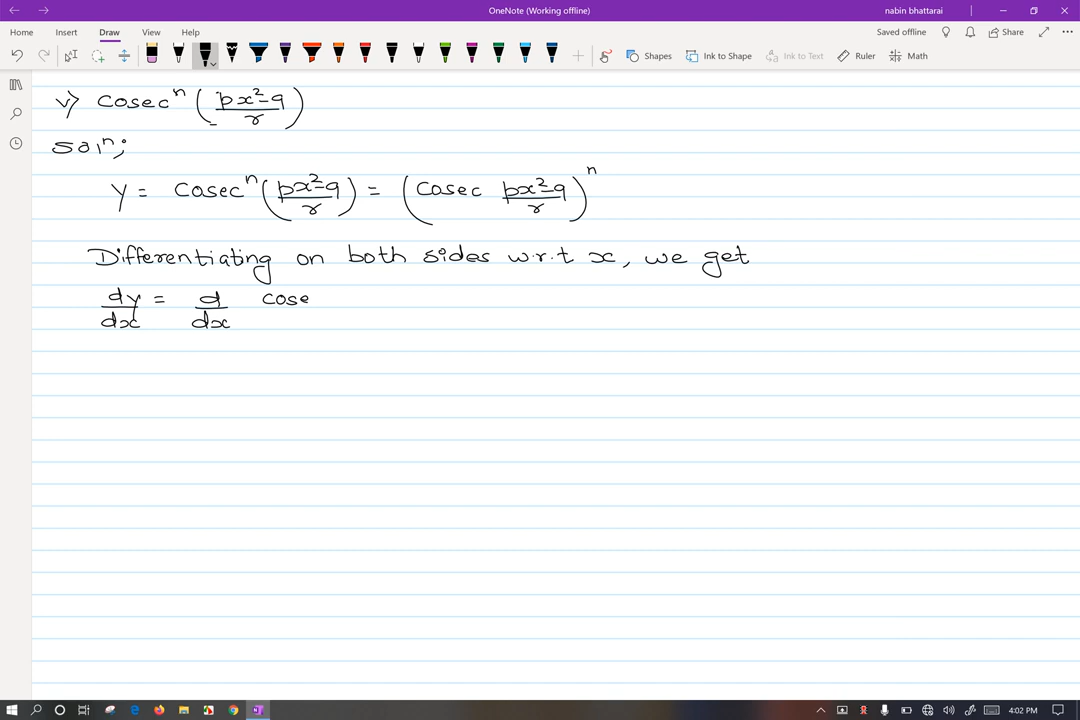 OneNote (Working offline)
nabin bhattarai
Home Insert Draw View Help
Saved offline
Share
Shapes
Ink to Shape
Ink to Text
Ruler
Math
v) cosecⁿ (px²-q/r)
solⁿ;
y = cosecⁿ (px²-q/r) = (cosec px²-q/r)ⁿ
Differentiating on both sides w.r.t x, we get
dy/dx = d/dx cose
4:02 PM